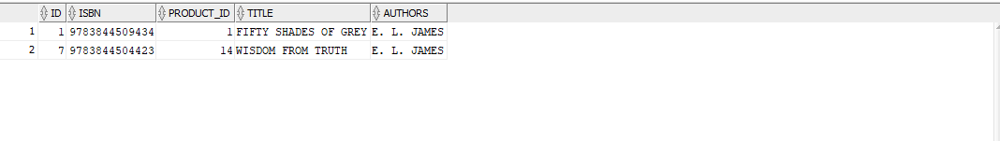 ID ISBN PRODUCT_ID TITLE AUTHORS
1 1 9783844509434 1 FIFTY SHADES OF GREY E. L. JAMES
2 7 9783844504423 14 WISDOM FROM TRUTH E. L. JAMES